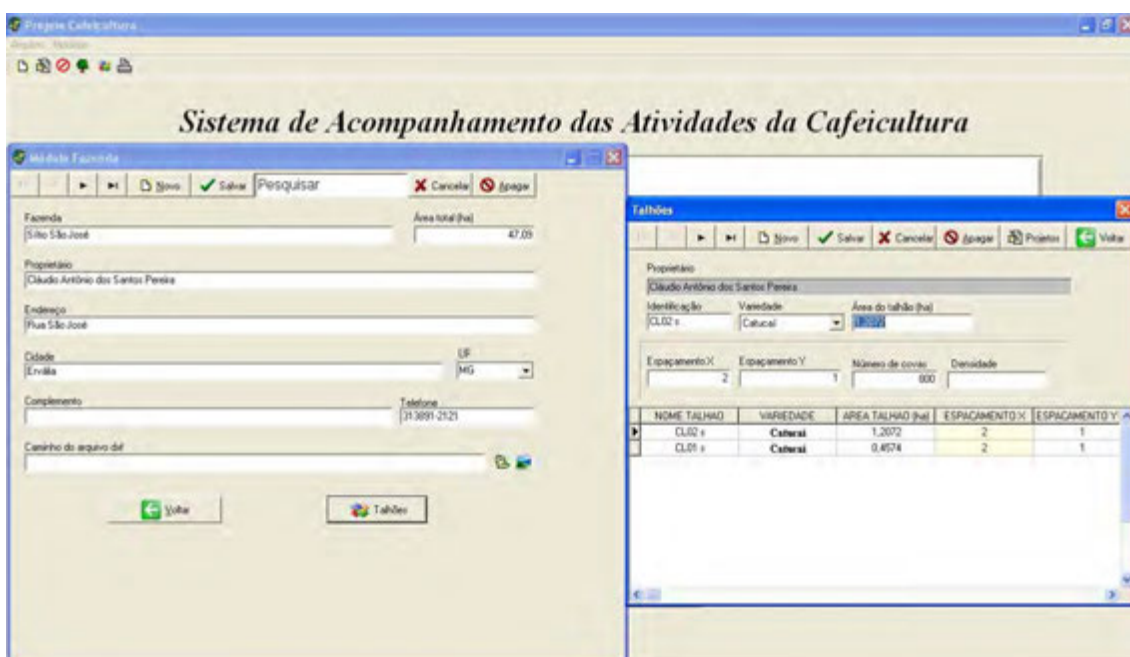 Projeto Cafeicultura
Arquivo Módulos
Sistema de Acompanhamento das Atividades da Cafeicultura
Módulo Fazenda
Novo Salvar Pesquisar Cancelar Apagar
Fazenda Área total (ha)
Sítio São José 47,09
Proprietário
Cláudio Antônio dos Santos Pereira
Endereço
Rua São José
Cidade UF
Ervália MG
Complemento Telefone
313891-2121
Caminho do arquivo dxf
Voltar Talhões
Talhões
Novo Salvar Cancelar Apagar Projetos Voltar
Proprietário
Cláudio Antônio dos Santos Pereira
Identificação Variedade Área do talhão (ha)
CL02 s Catucaí 1,2072
Espaçamento X Espaçamento Y Número de covas Densidade
2 1 800
NOME TALHAO VARIEDADE AREA TALHAO (ha) ESPACAMENTO X ESPACAMENTO Y
CL02 s 1,2072 2 1
CL01 s 0,4574 2 1